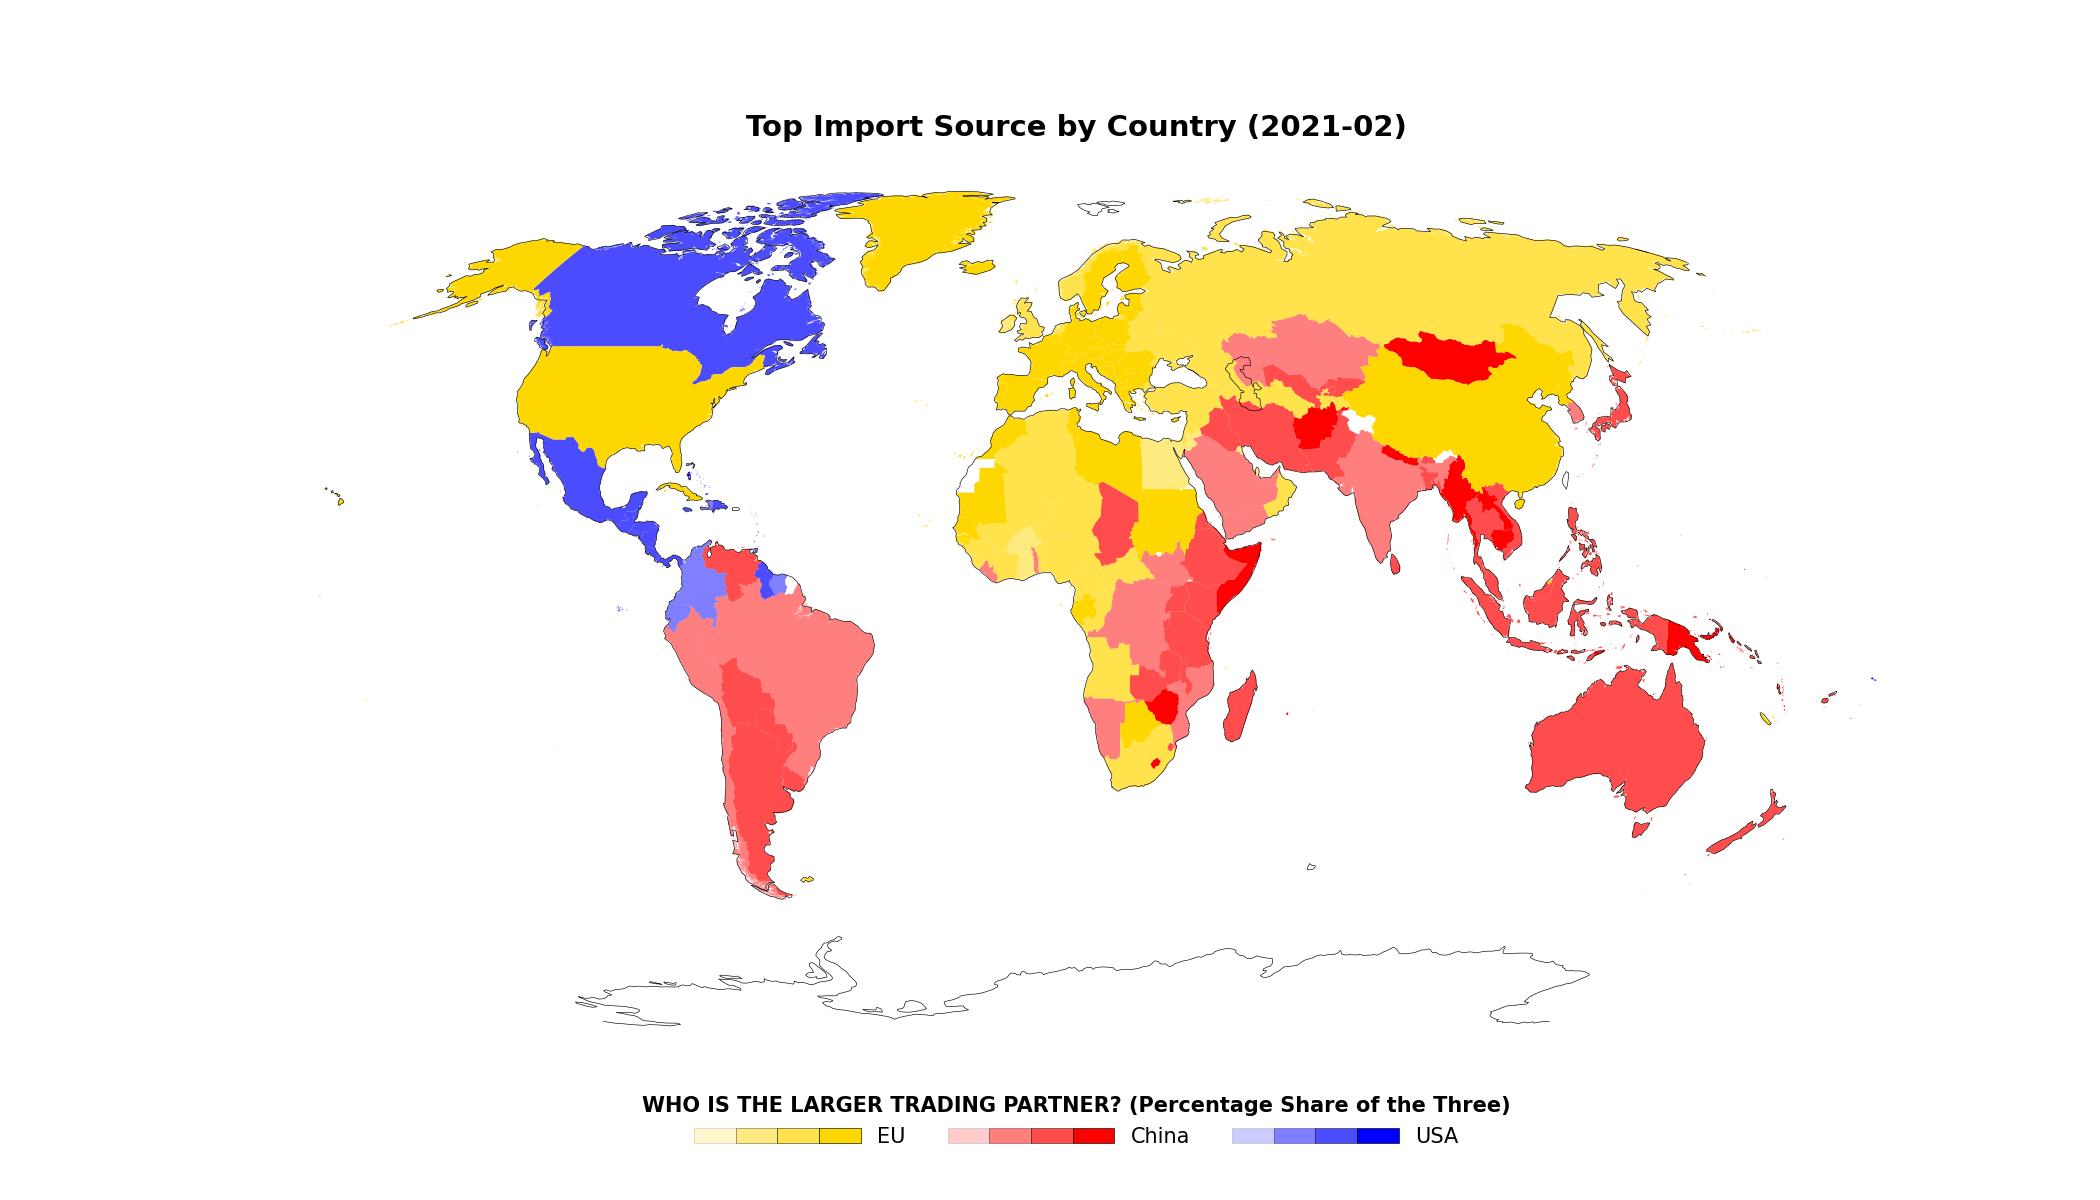 Top Import Source by Country (2021-02)
WHO IS THE LARGER TRADING PARTNER? (Percentage Share of the Three)
EU China USA